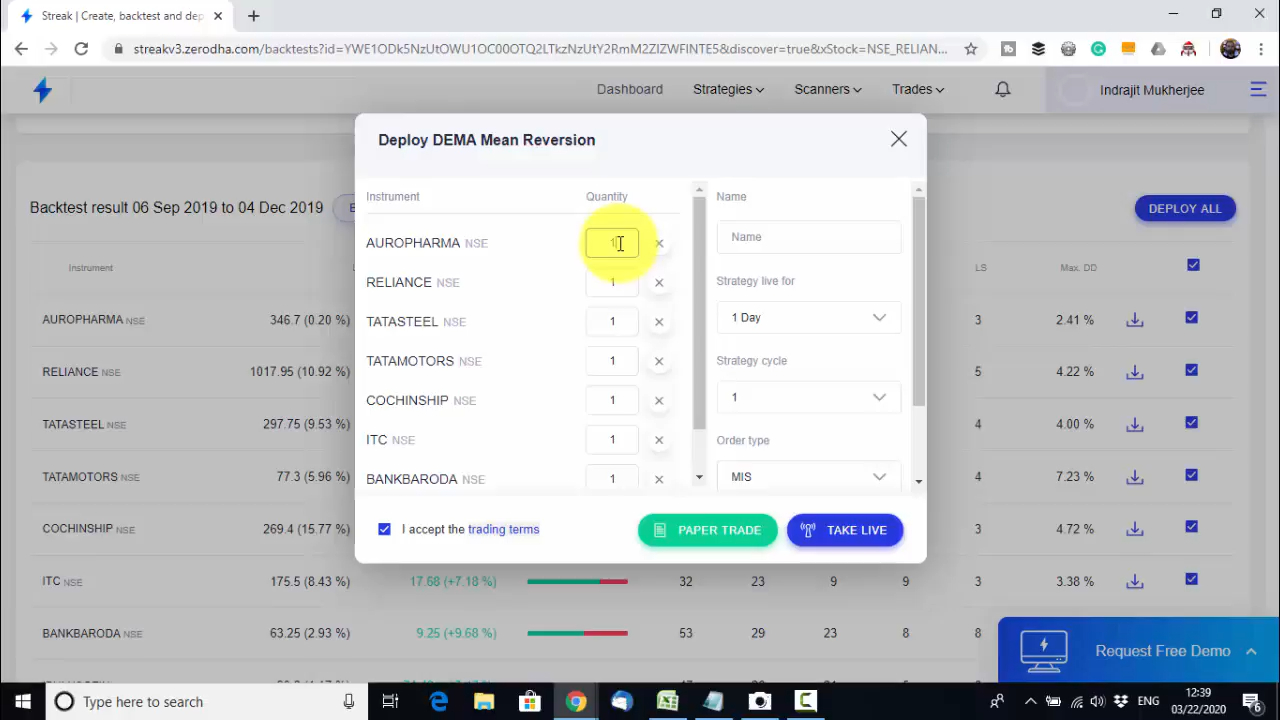 Streak | Create, backtest and dep
streakv3.zerodha.com/backtests?id=YWE1ODk5NzUtOWU1OC00OTQ2LTkzNzUtY2RmM2ZlZWFINTE5&discover=true&xStock=NSE_RELIAN...
Dashboard Strategies Scanners Trades Indrajit Mukherjee
Deploy DEMA Mean Reversion
Instrument Quantity Name
Backtest result 06 Sep 2019 to 04 Dec 2019 DEPLOY ALL
AUROPHARMA NSE 1 Name
Instrument LS Max. DD
RELIANCE NSE 1 Strategy live for
AUROPHARMA NSE 346.7 (0.20 %) 3 2.41 %
TATASTEEL NSE 1 1 Day
TATAMOTORS NSE 1 Strategy cycle
RELIANCE NSE 1017.95 (10.92 %) 5 4.22 %
COCHINSHIP NSE 1 1
TATASTEEL NSE 297.75 (9.53 %) 4 4.00 %
ITC NSE 1 Order type
TATAMOTORS NSE 77.3 (5.96 %) 4 7.23 %
BANKBARODA NSE 1 MIS
COCHINSHIP NSE 269.4 (15.77 %) 3 4.72 %
I accept the trading terms PAPER TRADE TAKE LIVE
ITC NSE 175.5 (8.43 %) 17.68 (+7.18 %) 32 23 9 9 3 3.38 %
BANKBARODA NSE 63.25 (2.93 %) 9.25 (+9.68 %) 53 29 23 8 8
Request Free Demo
Type here to search ENG 12:39
03/22/2020 6